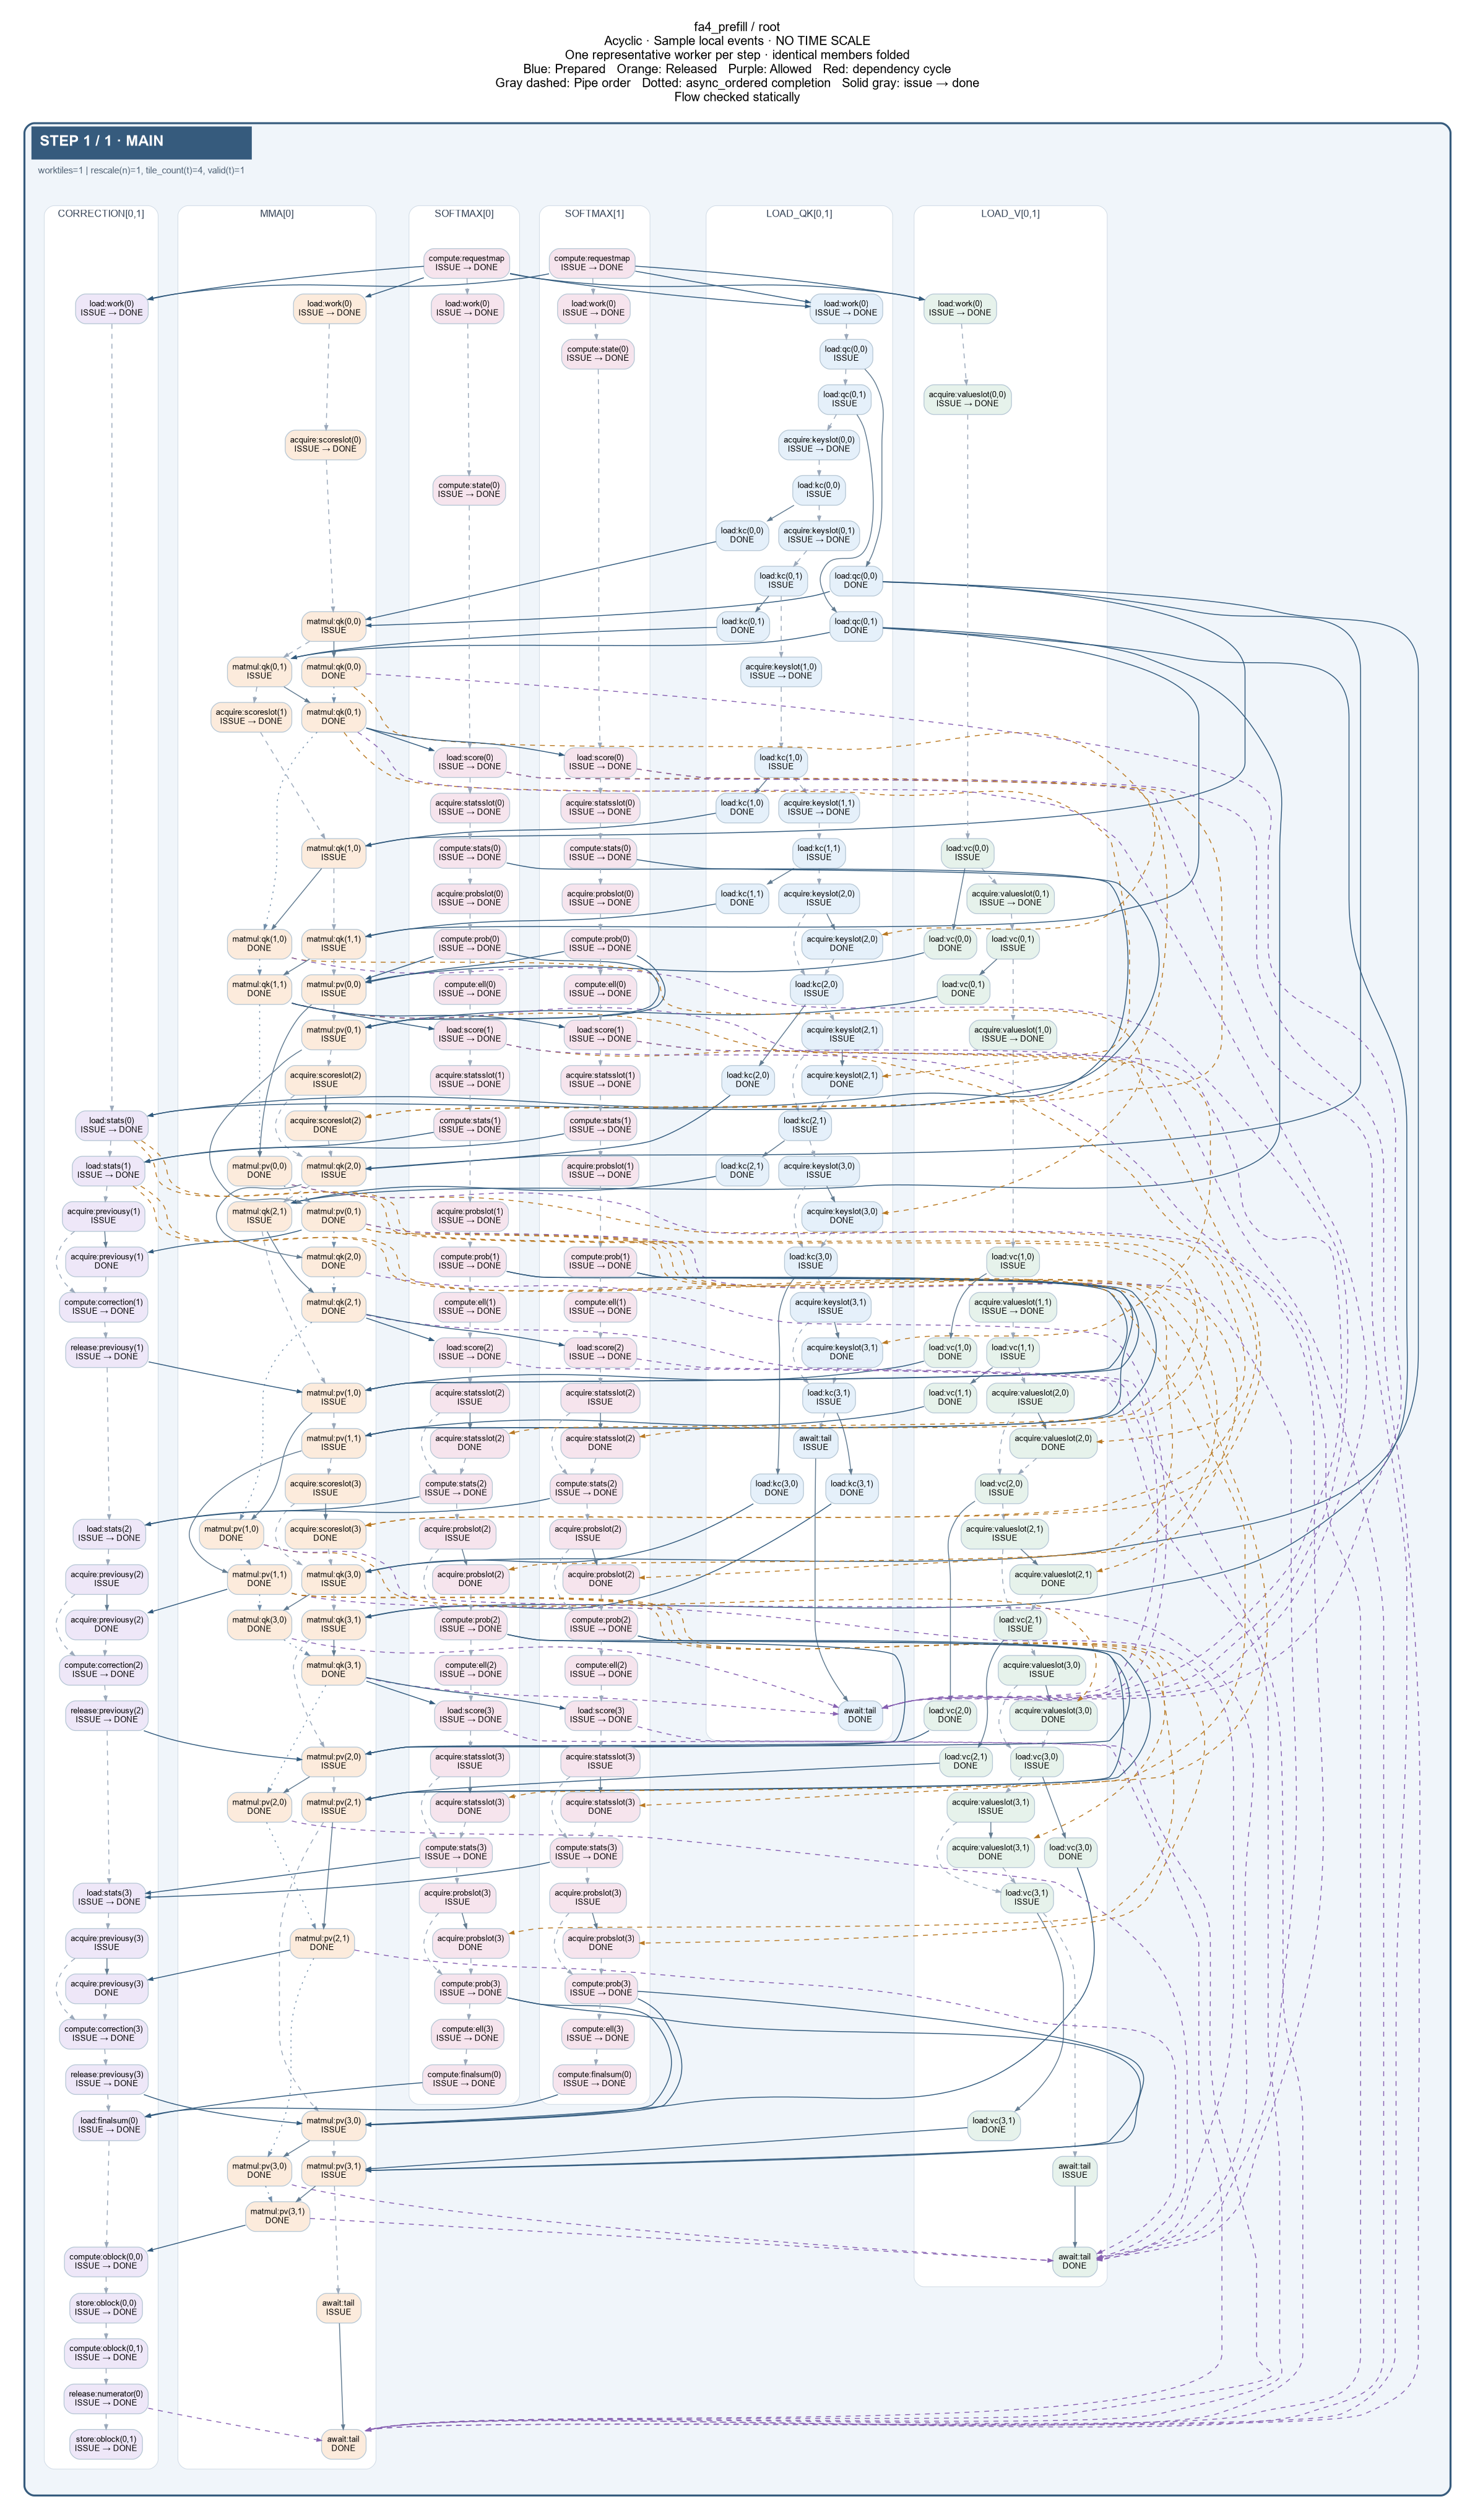 fa4_prefill / root
Acyclic · Sample local events · NO TIME SCALE
One representative worker per step · identical members folded
Blue: Prepared   Orange: Released   Purple: Allowed   Red: dependency cycle
Gray dashed: Pipe order   Dotted: async_ordered completion   Solid gray: issue → done
Flow checked statically
STEP 1 / 1 · MAIN
worktiles=1 | rescale(n)=1, tile_count(t)=4, valid(t)=1
CORRECTION[0,1]
load:work(0)
ISSUE → DONE
load:stats(0)
ISSUE → DONE
load:stats(1)
ISSUE → DONE
acquire:previousy(1)
ISSUE
acquire:previousy(1)
DONE
compute:correction(1)
ISSUE → DONE
release:previousy(1)
ISSUE → DONE
load:stats(2)
ISSUE → DONE
acquire:previousy(2)
ISSUE
acquire:previousy(2)
DONE
compute:correction(2)
ISSUE → DONE
release:previousy(2)
ISSUE → DONE
load:stats(3)
ISSUE → DONE
acquire:previousy(3)
ISSUE
acquire:previousy(3)
DONE
compute:correction(3)
ISSUE → DONE
release:previousy(3)
ISSUE → DONE
load:finalsum(0)
ISSUE → DONE
compute:oblock(0,0)
ISSUE → DONE
store:oblock(0,0)
ISSUE → DONE
compute:oblock(0,1)
ISSUE → DONE
release:numerator(0)
ISSUE → DONE
store:oblock(0,1)
ISSUE → DONE
MMA[0]
load:work(0)
ISSUE → DONE
acquire:scoreslot(0)
ISSUE → DONE
matmul:qk(0,0)
ISSUE
matmul:qk(0,1)
ISSUE
matmul:qk(0,0)
DONE
acquire:scoreslot(1)
ISSUE → DONE
matmul:qk(0,1)
DONE
matmul:qk(1,0)
ISSUE
matmul:qk(1,0)
DONE
matmul:qk(1,1)
ISSUE
matmul:qk(1,1)
DONE
matmul:pv(0,0)
ISSUE
matmul:pv(0,1)
ISSUE
acquire:scoreslot(2)
ISSUE
acquire:scoreslot(2)
DONE
matmul:pv(0,0)
DONE
matmul:qk(2,0)
ISSUE
matmul:qk(2,1)
ISSUE
matmul:pv(0,1)
DONE
matmul:qk(2,0)
DONE
matmul:qk(2,1)
DONE
matmul:pv(1,0)
ISSUE
matmul:pv(1,1)
ISSUE
acquire:scoreslot(3)
ISSUE
matmul:pv(1,0)
DONE
acquire:scoreslot(3)
DONE
matmul:pv(1,1)
DONE
matmul:qk(3,0)
ISSUE
matmul:qk(3,0)
DONE
matmul:qk(3,1)
ISSUE
matmul:qk(3,1)
DONE
matmul:pv(2,0)
ISSUE
matmul:pv(2,0)
DONE
matmul:pv(2,1)
ISSUE
matmul:pv(2,1)
DONE
matmul:pv(3,0)
ISSUE
matmul:pv(3,0)
DONE
matmul:pv(3,1)
ISSUE
matmul:pv(3,1)
DONE
await:tail
ISSUE
await:tail
DONE
SOFTMAX[0]
compute:requestmap
ISSUE → DONE
load:work(0)
ISSUE → DONE
compute:state(0)
ISSUE → DONE
load:score(0)
ISSUE → DONE
acquire:statsslot(0)
ISSUE → DONE
compute:stats(0)
ISSUE → DONE
acquire:probslot(0)
ISSUE → DONE
compute:prob(0)
ISSUE → DONE
compute:ell(0)
ISSUE → DONE
load:score(1)
ISSUE → DONE
acquire:statsslot(1)
ISSUE → DONE
compute:stats(1)
ISSUE → DONE
acquire:probslot(1)
ISSUE → DONE
compute:prob(1)
ISSUE → DONE
compute:ell(1)
ISSUE → DONE
load:score(2)
ISSUE → DONE
acquire:statsslot(2)
ISSUE
acquire:statsslot(2)
DONE
compute:stats(2)
ISSUE → DONE
acquire:probslot(2)
ISSUE
acquire:probslot(2)
DONE
compute:prob(2)
ISSUE → DONE
compute:ell(2)
ISSUE → DONE
load:score(3)
ISSUE → DONE
acquire:statsslot(3)
ISSUE
acquire:statsslot(3)
DONE
compute:stats(3)
ISSUE → DONE
acquire:probslot(3)
ISSUE
acquire:probslot(3)
DONE
compute:prob(3)
ISSUE → DONE
compute:ell(3)
ISSUE → DONE
compute:finalsum(0)
ISSUE → DONE
SOFTMAX[1]
compute:requestmap
ISSUE → DONE
load:work(0)
ISSUE → DONE
compute:state(0)
ISSUE → DONE
load:score(0)
ISSUE → DONE
acquire:statsslot(0)
ISSUE → DONE
compute:stats(0)
ISSUE → DONE
acquire:probslot(0)
ISSUE → DONE
compute:prob(0)
ISSUE → DONE
compute:ell(0)
ISSUE → DONE
load:score(1)
ISSUE → DONE
acquire:statsslot(1)
ISSUE → DONE
compute:stats(1)
ISSUE → DONE
acquire:probslot(1)
ISSUE → DONE
compute:prob(1)
ISSUE → DONE
compute:ell(1)
ISSUE → DONE
load:score(2)
ISSUE → DONE
acquire:statsslot(2)
ISSUE
acquire:statsslot(2)
DONE
compute:stats(2)
ISSUE → DONE
acquire:probslot(2)
ISSUE
acquire:probslot(2)
DONE
compute:prob(2)
ISSUE → DONE
compute:ell(2)
ISSUE → DONE
load:score(3)
ISSUE → DONE
acquire:statsslot(3)
ISSUE
acquire:statsslot(3)
DONE
compute:stats(3)
ISSUE → DONE
acquire:probslot(3)
ISSUE
acquire:probslot(3)
DONE
compute:prob(3)
ISSUE → DONE
compute:ell(3)
ISSUE → DONE
compute:finalsum(0)
ISSUE → DONE
LOAD_QK[0,1]
load:work(0)
ISSUE → DONE
load:qc(0,0)
ISSUE
load:qc(0,1)
ISSUE
acquire:keyslot(0,0)
ISSUE → DONE
load:kc(0,0)
ISSUE
load:kc(0,0)
DONE
acquire:keyslot(0,1)
ISSUE → DONE
load:kc(0,1)
ISSUE
load:qc(0,0)
DONE
load:kc(0,1)
DONE
load:qc(0,1)
DONE
acquire:keyslot(1,0)
ISSUE → DONE
load:kc(1,0)
ISSUE
load:kc(1,0)
DONE
acquire:keyslot(1,1)
ISSUE → DONE
load:kc(1,1)
ISSUE
load:kc(1,1)
DONE
acquire:keyslot(2,0)
ISSUE
acquire:keyslot(2,0)
DONE
load:kc(2,0)
ISSUE
acquire:keyslot(2,1)
ISSUE
load:kc(2,0)
DONE
acquire:keyslot(2,1)
DONE
load:kc(2,1)
ISSUE
load:kc(2,1)
DONE
acquire:keyslot(3,0)
ISSUE
acquire:keyslot(3,0)
DONE
load:kc(3,0)
ISSUE
acquire:keyslot(3,1)
ISSUE
acquire:keyslot(3,1)
DONE
load:kc(3,1)
ISSUE
await:tail
ISSUE
load:kc(3,0)
DONE
load:kc(3,1)
DONE
await:tail
DONE
LOAD_V[0,1]
load:work(0)
ISSUE → DONE
acquire:valueslot(0,0)
ISSUE → DONE
load:vc(0,0)
ISSUE
acquire:valueslot(0,1)
ISSUE → DONE
load:vc(0,0)
DONE
load:vc(0,1)
ISSUE
load:vc(0,1)
DONE
acquire:valueslot(1,0)
ISSUE → DONE
load:vc(1,0)
ISSUE
acquire:valueslot(1,1)
ISSUE → DONE
load:vc(1,0)
DONE
load:vc(1,1)
ISSUE
load:vc(1,1)
DONE
acquire:valueslot(2,0)
ISSUE
acquire:valueslot(2,0)
DONE
load:vc(2,0)
ISSUE
acquire:valueslot(2,1)
ISSUE
acquire:valueslot(2,1)
DONE
load:vc(2,1)
ISSUE
acquire:valueslot(3,0)
ISSUE
load:vc(2,0)
DONE
acquire:valueslot(3,0)
DONE
load:vc(2,1)
DONE
load:vc(3,0)
ISSUE
acquire:valueslot(3,1)
ISSUE
acquire:valueslot(3,1)
DONE
load:vc(3,0)
DONE
load:vc(3,1)
ISSUE
load:vc(3,1)
DONE
await:tail
ISSUE
await:tail
DONE